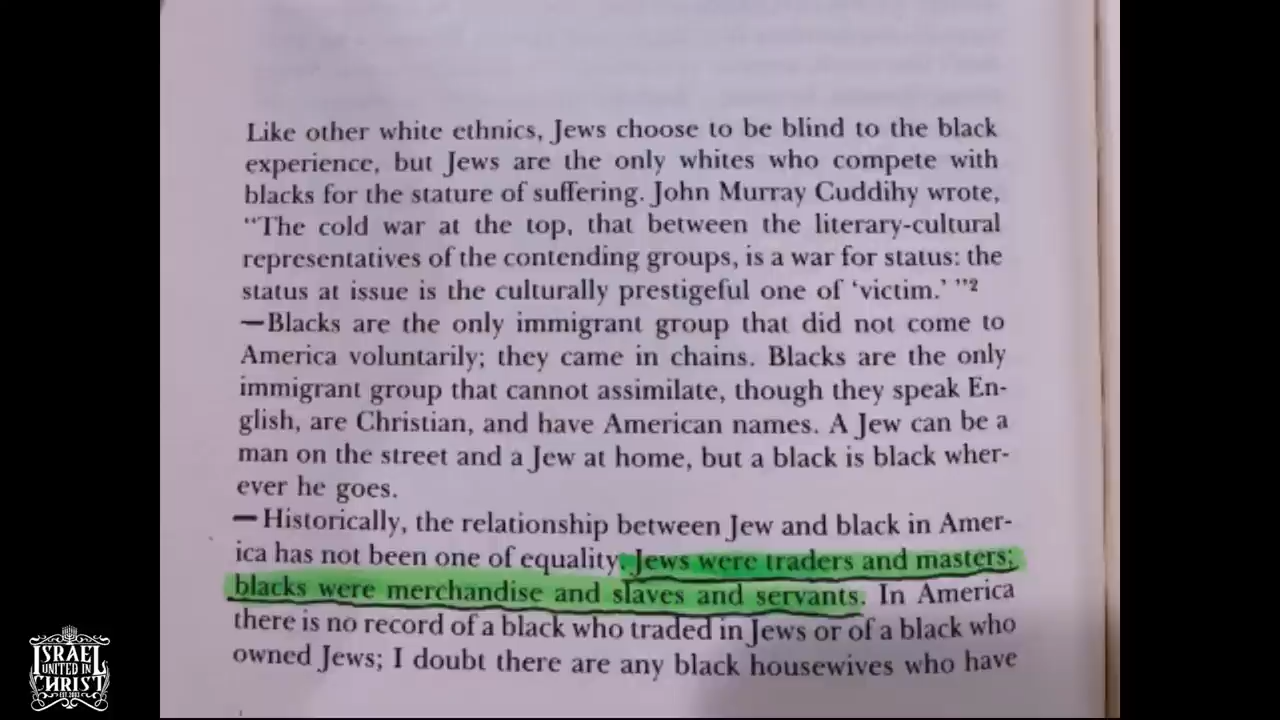 Like other white ethnics, Jews choose to be blind to the black
experience, but Jews are the only whites who compete with
blacks for the stature of suffering. John Murray Cuddihy wrote,
"The cold war at the top, that between the literary-cultural
representatives of the contending groups, is a war for status: the
status at issue is the culturally prestigeful one of 'victim.' "²
—Blacks are the only immigrant group that did not come to
America voluntarily; they came in chains. Blacks are the only
immigrant group that cannot assimilate, though they speak En-
glish, are Christian, and have American names. A Jew can be a
man on the street and a Jew at home, but a black is black wher-
ever he goes.
—Historically, the relationship between Jew and black in Amer-
ica has not been one of equality. Jews were traders and masters;
blacks were merchandise and slaves and servants. In America
there is no record of a black who traded in Jews or of a black who
owned Jews; I doubt there are any black housewives who have
ISRAEL
UNITED IN
CHRIST
EST. 2003